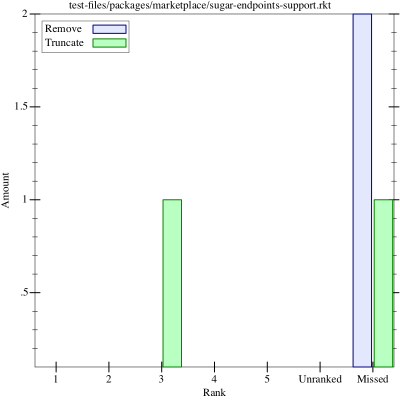 test-files/packages/marketplace/sugar-endpoints-support.rkt
Remove
Truncate
2
1.5
1
.5
Amount
1 2 3 4 5 Unranked Missed
Rank